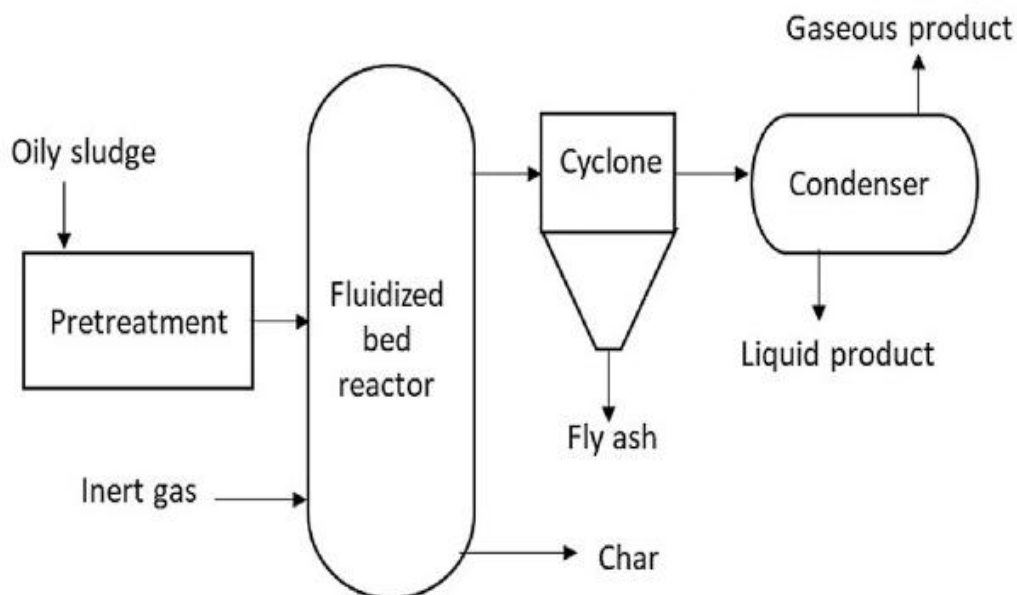 Gaseous product
Oily sludge
Cyclone
Condenser
Pretreatment
Fluidized
bed
reactor
Liquid product
Fly ash
Inert gas
Char